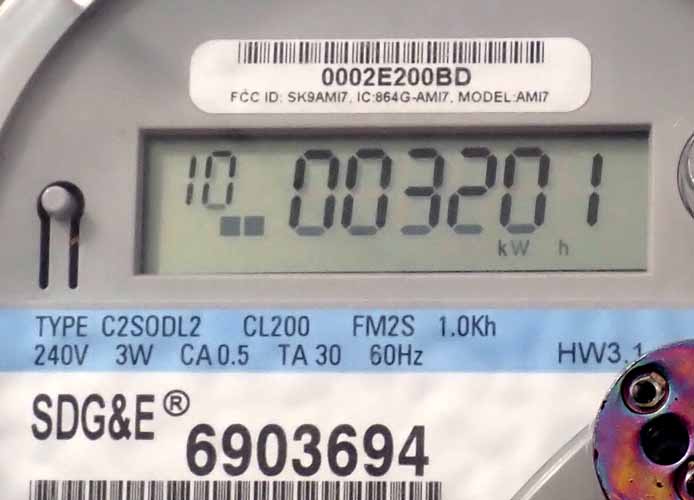 0002E200BD
FCC ID: SK9AMI7, IC:864G-AMI7, MODEL:AMI7
10 003201
kW h
TYPE C2SODL2 CL200 FM2S 1.0Kh
240V 3W CA 0.5 TA 30 60Hz HW3.1
SDG&E® 6903694